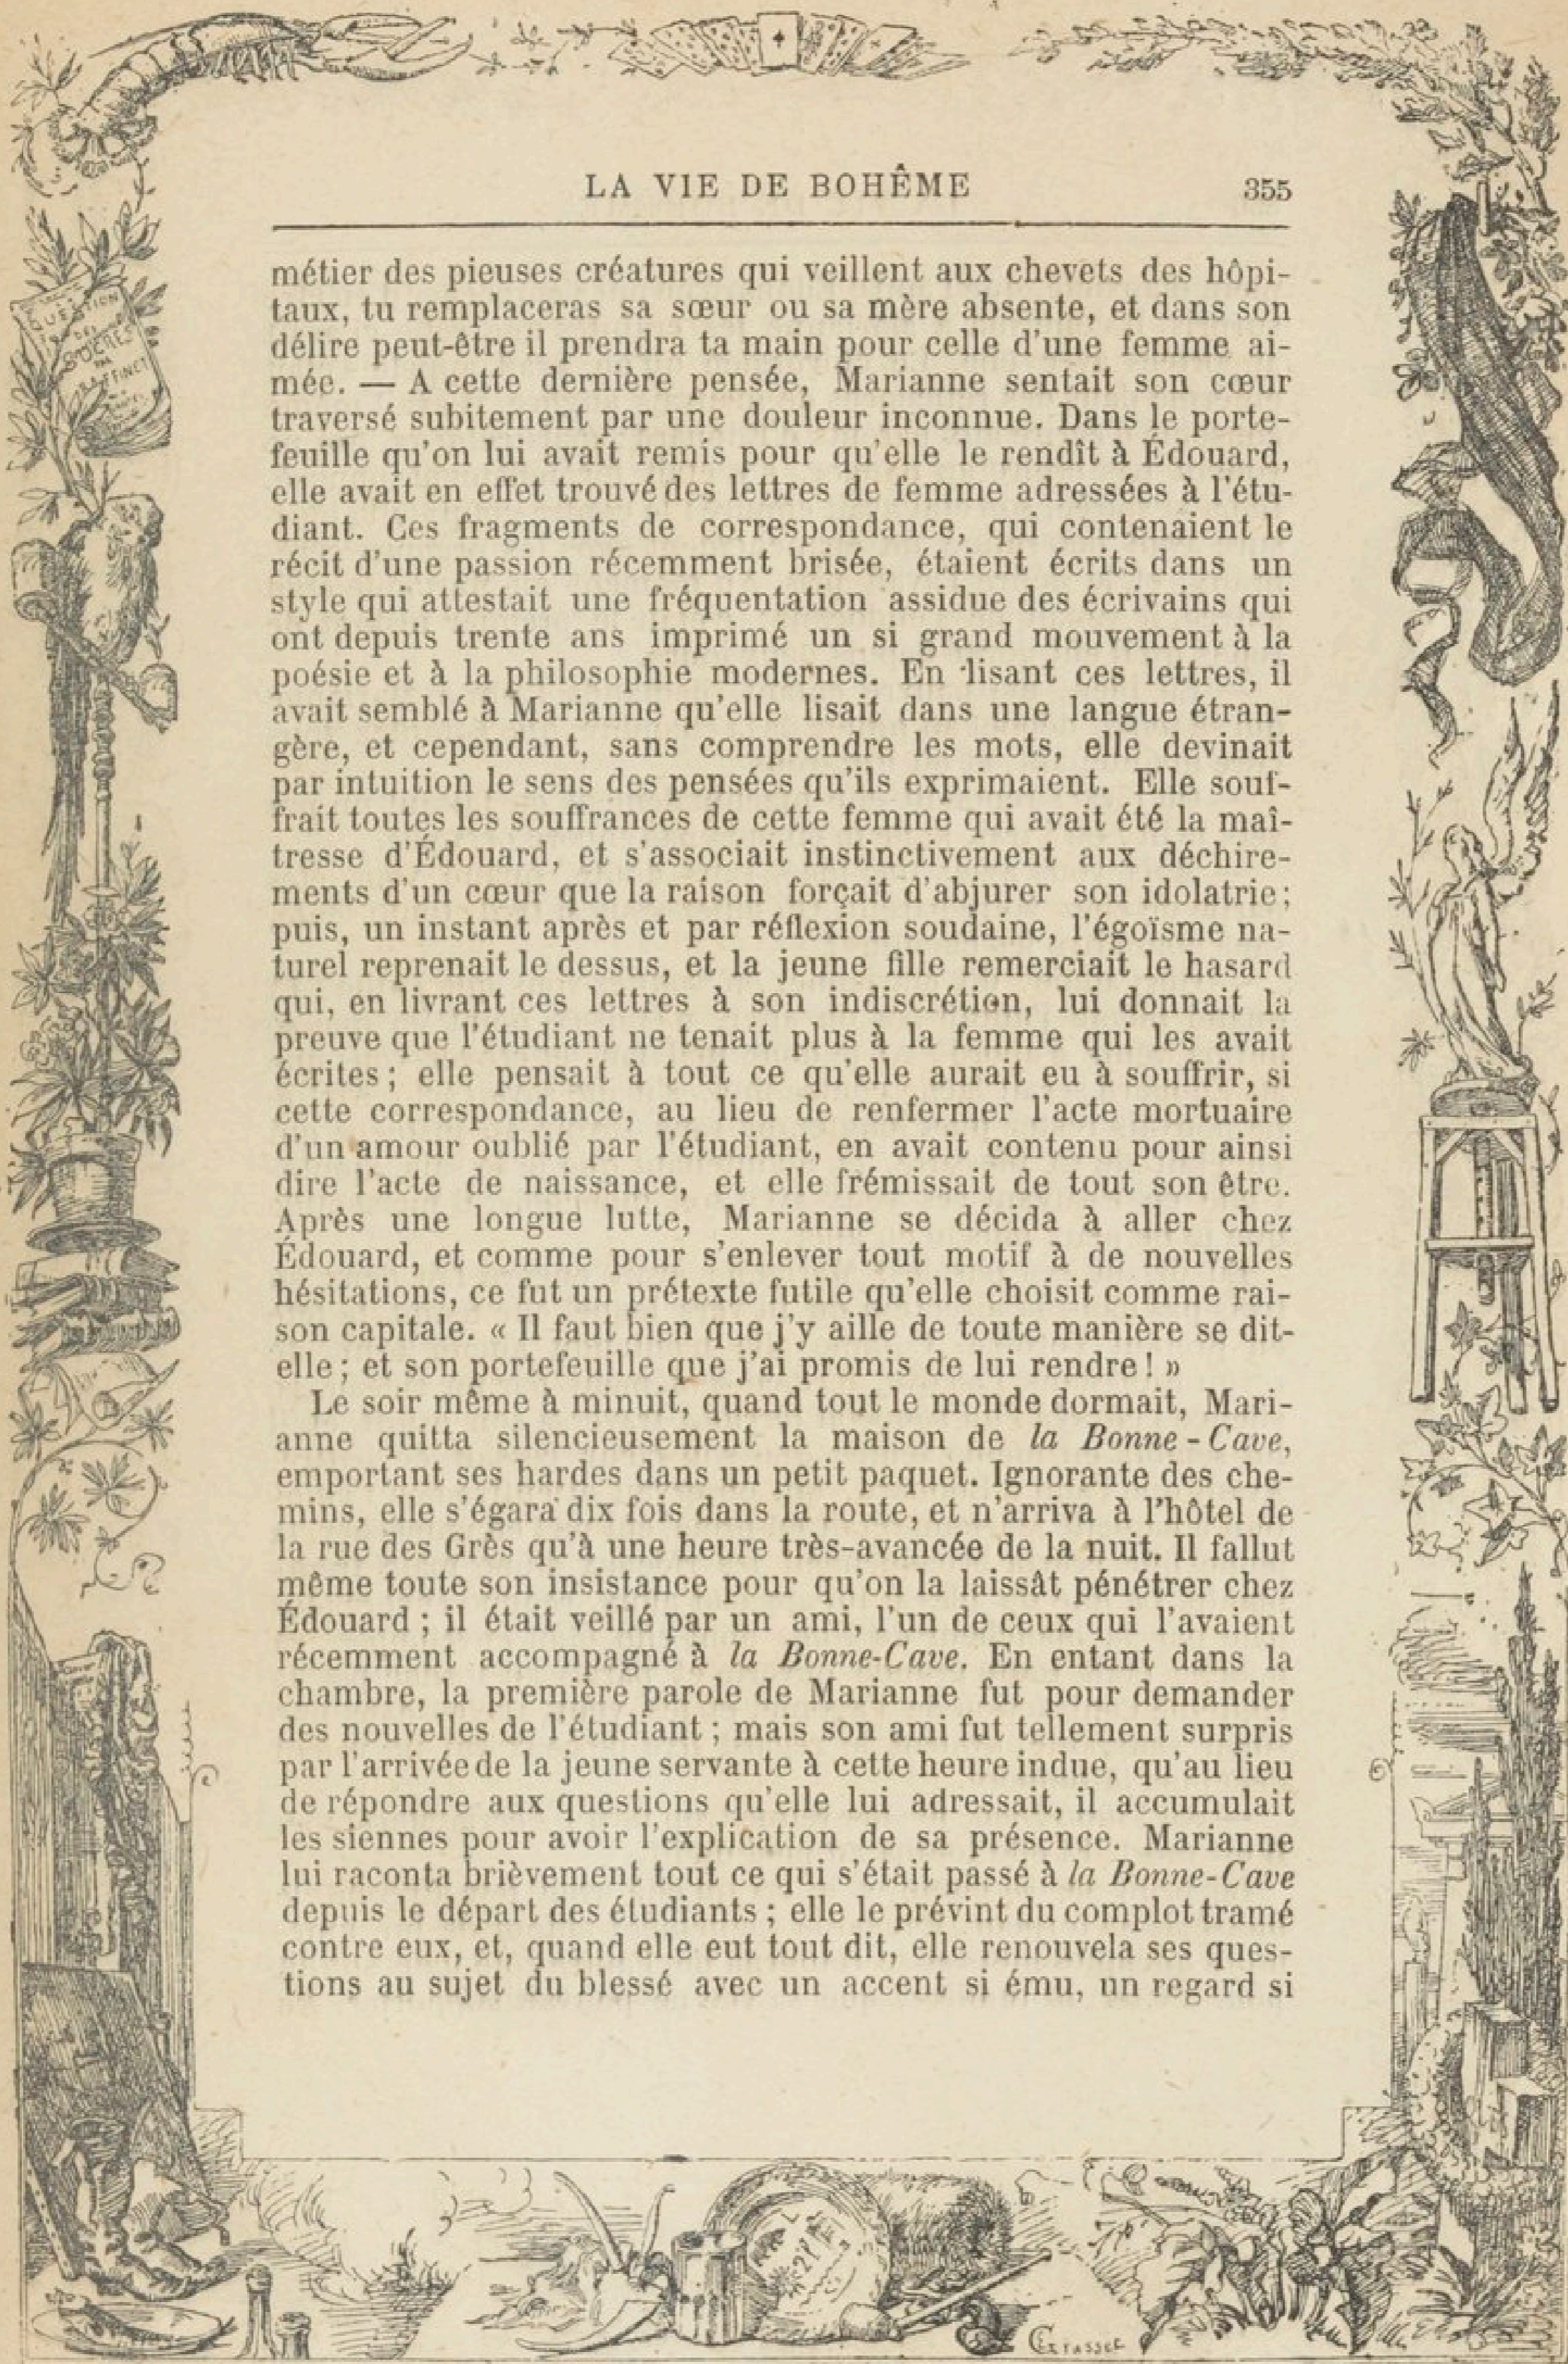 LA VIE DE BOHÊME 355
métier des pieuses créatures qui veillent aux chevets des hôpi-
taux, tu remplaceras sa sœur ou sa mère absente, et dans son
délire peut-être il prendra ta main pour celle d'une femme ai-
mée. — A cette dernière pensée, Marianne sentait son cœur
traversé subitement par une douleur inconnue. Dans le porte-
feuille qu'on lui avait remis pour qu'elle le rendît à Édouard,
elle avait en effet trouvé des lettres de femme adressées à l'étu-
diant. Ces fragments de correspondance, qui contenaient le
récit d'une passion récemment brisée, étaient écrits dans un
style qui attestait une fréquentation assidue des écrivains qui
ont depuis trente ans imprimé un si grand mouvement à la
poésie et à la philosophie modernes. En lisant ces lettres, il
avait semblé à Marianne qu'elle lisait dans une langue étran-
gère, et cependant, sans comprendre les mots, elle devinait
par intuition le sens des pensées qu'ils exprimaient. Elle souf-
frait toutes les souffrances de cette femme qui avait été la maî-
tresse d'Édouard, et s'associait instinctivement aux déchire-
ments d'un cœur que la raison forçait d'abjurer son idolatrie;
puis, un instant après et par réflexion soudaine, l'égoïsme na-
turel reprenait le dessus, et la jeune fille remerciait le hasard
qui, en livrant ces lettres à son indiscrétion, lui donnait la
preuve que l'étudiant ne tenait plus à la femme qui les avait
écrites; elle pensait à tout ce qu'elle aurait eu à souffrir, si
cette correspondance, au lieu de renfermer l'acte mortuaire
d'un amour oublié par l'étudiant, en avait contenu pour ainsi
dire l'acte de naissance, et elle frémissait de tout son être.
Après une longue lutte, Marianne se décida à aller chez
Édouard, et comme pour s'enlever tout motif à de nouvelles
hésitations, ce fut un prétexte futile qu'elle choisit comme rai-
son capitale. « Il faut bien que j'y aille de toute manière se dit-
elle; et son portefeuille que j'ai promis de lui rendre! »
Le soir même à minuit, quand tout le monde dormait, Mari-
anne quitta silencieusement la maison de la Bonne-Cave,
emportant ses hardes dans un petit paquet. Ignorante des che-
mins, elle s'égara dix fois dans la route, et n'arriva à l'hôtel de
la rue des Grès qu'à une heure très-avancée de la nuit. Il fallut
même toute son insistance pour qu'on la laissât pénétrer chez
Édouard; il était veillé par un ami, l'un de ceux qui l'avaient
récemment accompagné à la Bonne-Cave. En entant dans la
chambre, la première parole de Marianne fut pour demander
des nouvelles de l'étudiant; mais son ami fut tellement surpris
par l'arrivée de la jeune servante à cette heure indue, qu'au lieu
de répondre aux questions qu'elle lui adressait, il accumulait
les siennes pour avoir l'explication de sa présence. Marianne
lui raconta brièvement tout ce qui s'était passé à la Bonne-Cave
depuis le départ des étudiants; elle le prévint du complot tramé
contre eux, et, quand elle eut tout dit, elle renouvela ses ques-
tions au sujet du blessé avec un accent si ému, un regard si
QUESTION
DES
SUCRES